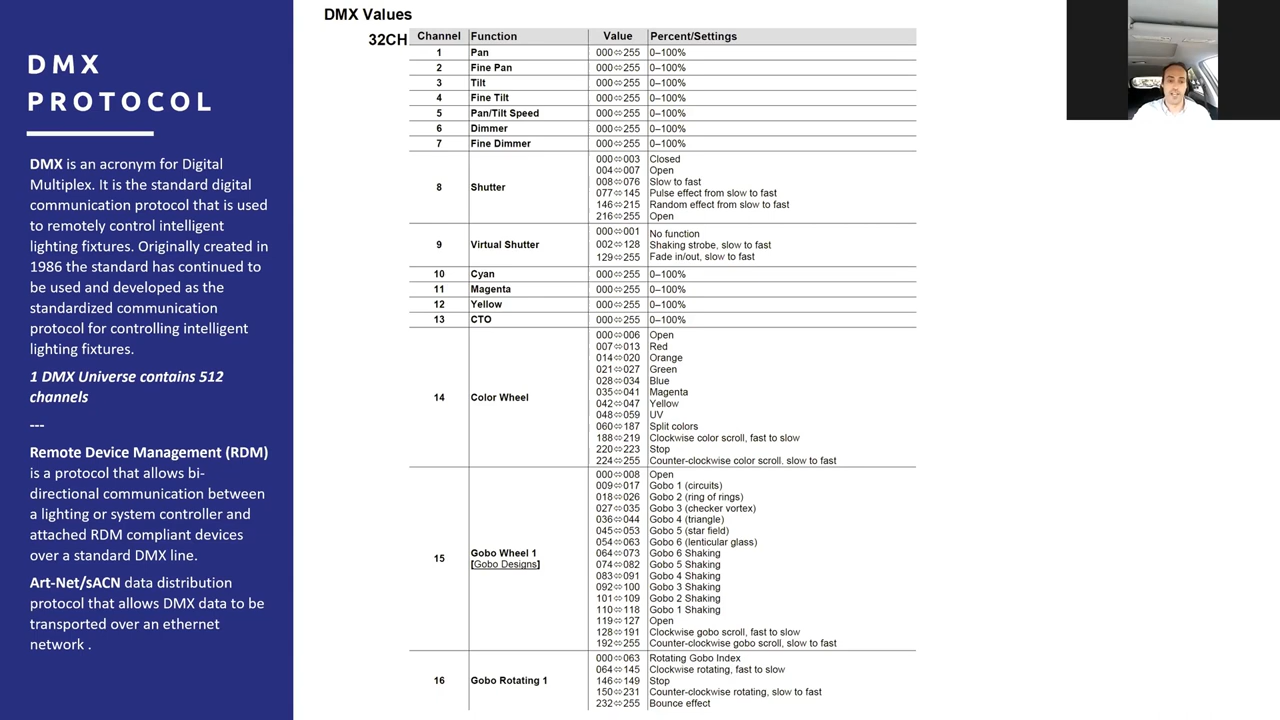 DMX
PROTOCOL
DMX is an acronym for Digital
Multiplex. It is the standard digital
communication protocol that is used
to remotely control intelligent
lighting fixtures. Originally created in
1986 the standard has continued to
be used and developed as the
standardized communication
protocol for controlling intelligent
lighting fixtures.
1 DMX Universe contains 512
channels
---
Remote Device Management (RDM)
is a protocol that allows bi-
directional communication between
a lighting or system controller and
attached RDM compliant devices
over a standard DMX line.
Art-Net/sACN data distribution
protocol that allows DMX data to be
transported over an ethernet
network .
DMX Values
32CH Channel Function Value Percent/Settings
1 Pan 000⇔255 0–100%
2 Fine Pan 000⇔255 0–100%
3 Tilt 000⇔255 0–100%
4 Fine Tilt 000⇔255 0–100%
5 Pan/Tilt Speed 000⇔255 0–100%
6 Dimmer 000⇔255 0–100%
7 Fine Dimmer 000⇔255 0–100%
8 Shutter
000⇔003 Closed
004⇔007 Open
008⇔076 Slow to fast
077⇔145 Pulse effect from slow to fast
146⇔215 Random effect from slow to fast
216⇔255 Open
9 Virtual Shutter
000⇔001 No function
002⇔128 Shaking strobe, slow to fast
129⇔255 Fade in/out, slow to fast
10 Cyan 000⇔255 0–100%
11 Magenta 000⇔255 0–100%
12 Yellow 000⇔255 0–100%
13 CTO 000⇔255 0–100%
14 Color Wheel
000⇔006 Open
007⇔013 Red
014⇔020 Orange
021⇔027 Green
028⇔034 Blue
035⇔041 Magenta
042⇔047 Yellow
048⇔059 UV
060⇔187 Split colors
188⇔219 Clockwise color scroll, fast to slow
220⇔223 Stop
224⇔255 Counter-clockwise color scroll. slow to fast
15 Gobo Wheel 1
[Gobo Designs]
000⇔008 Open
009⇔017 Gobo 1 (circuits)
018⇔026 Gobo 2 (ring of rings)
027⇔035 Gobo 3 (checker vortex)
036⇔044 Gobo 4 (triangle)
045⇔053 Gobo 5 (star field)
054⇔063 Gobo 6 (lenticular glass)
064⇔073 Gobo 6 Shaking
074⇔082 Gobo 5 Shaking
083⇔091 Gobo 4 Shaking
092⇔100 Gobo 3 Shaking
101⇔109 Gobo 2 Shaking
110⇔118 Gobo 1 Shaking
119⇔127 Open
128⇔191 Clockwise gobo scroll, fast to slow
192⇔255 Counter-clockwise gobo scroll, slow to fast
16 Gobo Rotating 1
000⇔063 Rotating Gobo Index
064⇔145 Clockwise rotating, fast to slow
146⇔149 Stop
150⇔231 Counter-clockwise rotating, slow to fast
232⇔255 Bounce effect